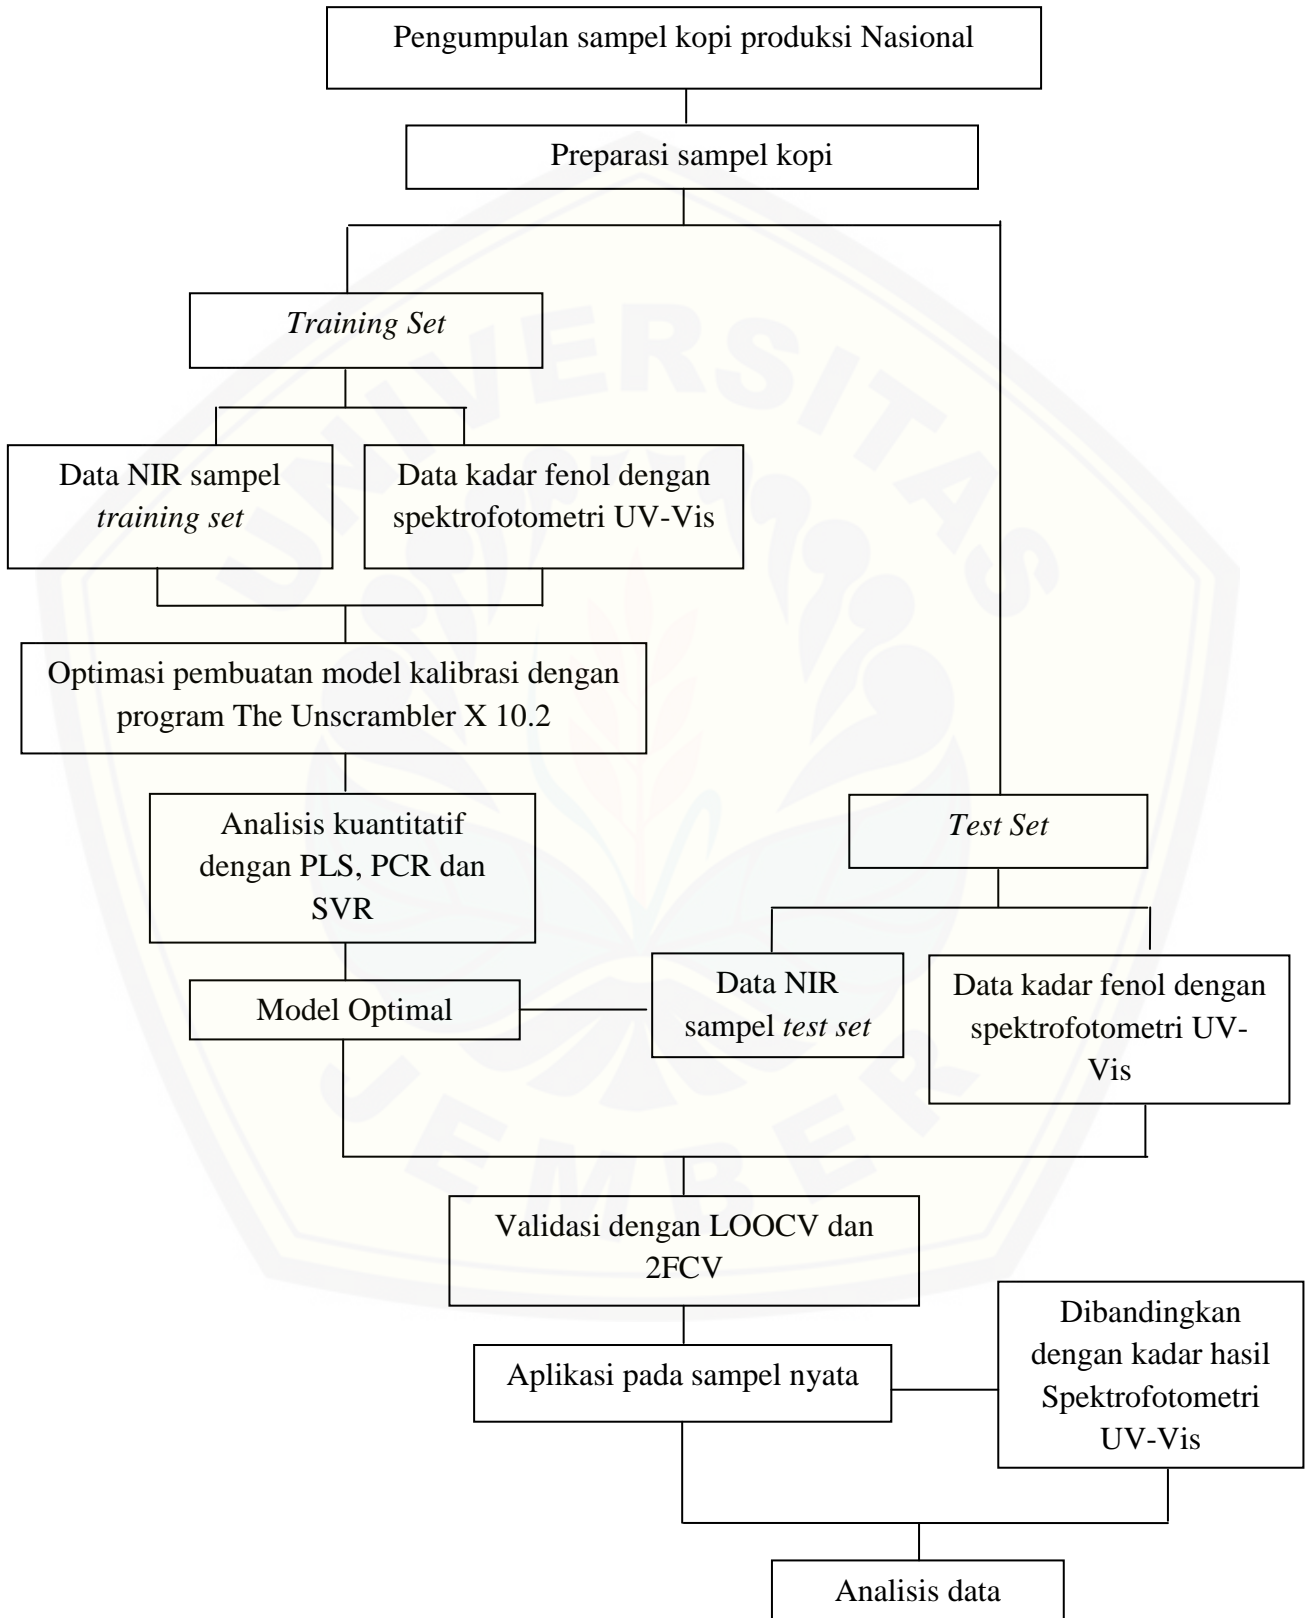 Pengumpulan sampel kopi produksi Nasional
Preparasi sampel kopi
Training Set
Data NIR sampel
training set
Data kadar fenol dengan
spektrofotometri UV-Vis
Optimasi pembuatan model kalibrasi dengan
program The Unscrambler X 10.2
Analisis kuantitatif
dengan PLS, PCR dan
SVR
Test Set
Model Optimal
Data NIR
sampel test set
Data kadar fenol dengan
spektrofotometri UV-
Vis
Validasi dengan LOOCV dan
2FCV
Aplikasi pada sampel nyata
Dibandingkan
dengan kadar hasil
Spektrofotometri
UV-Vis
Analisis data
UNIVERSITAS
JEMBER